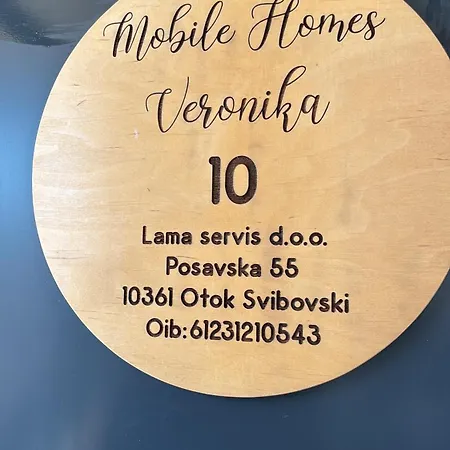 Mobile Homes
Veronika
10
Lama servis d.o.o.
Posavska 55
10361 Otok Svibovski
Oib:61231210543